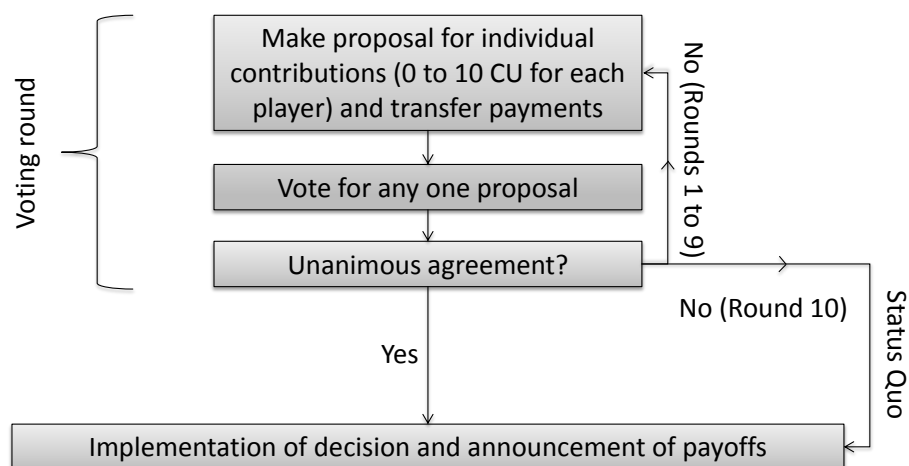 Voting round
Make proposal for individual
contributions (0 to 10 CU for each
player) and transfer payments
Vote for any one proposal
Unanimous agreement?
No (Rounds 1 to 9)
No (Round 10)
Status Quo
Yes
Implementation of decision and announcement of payoffs